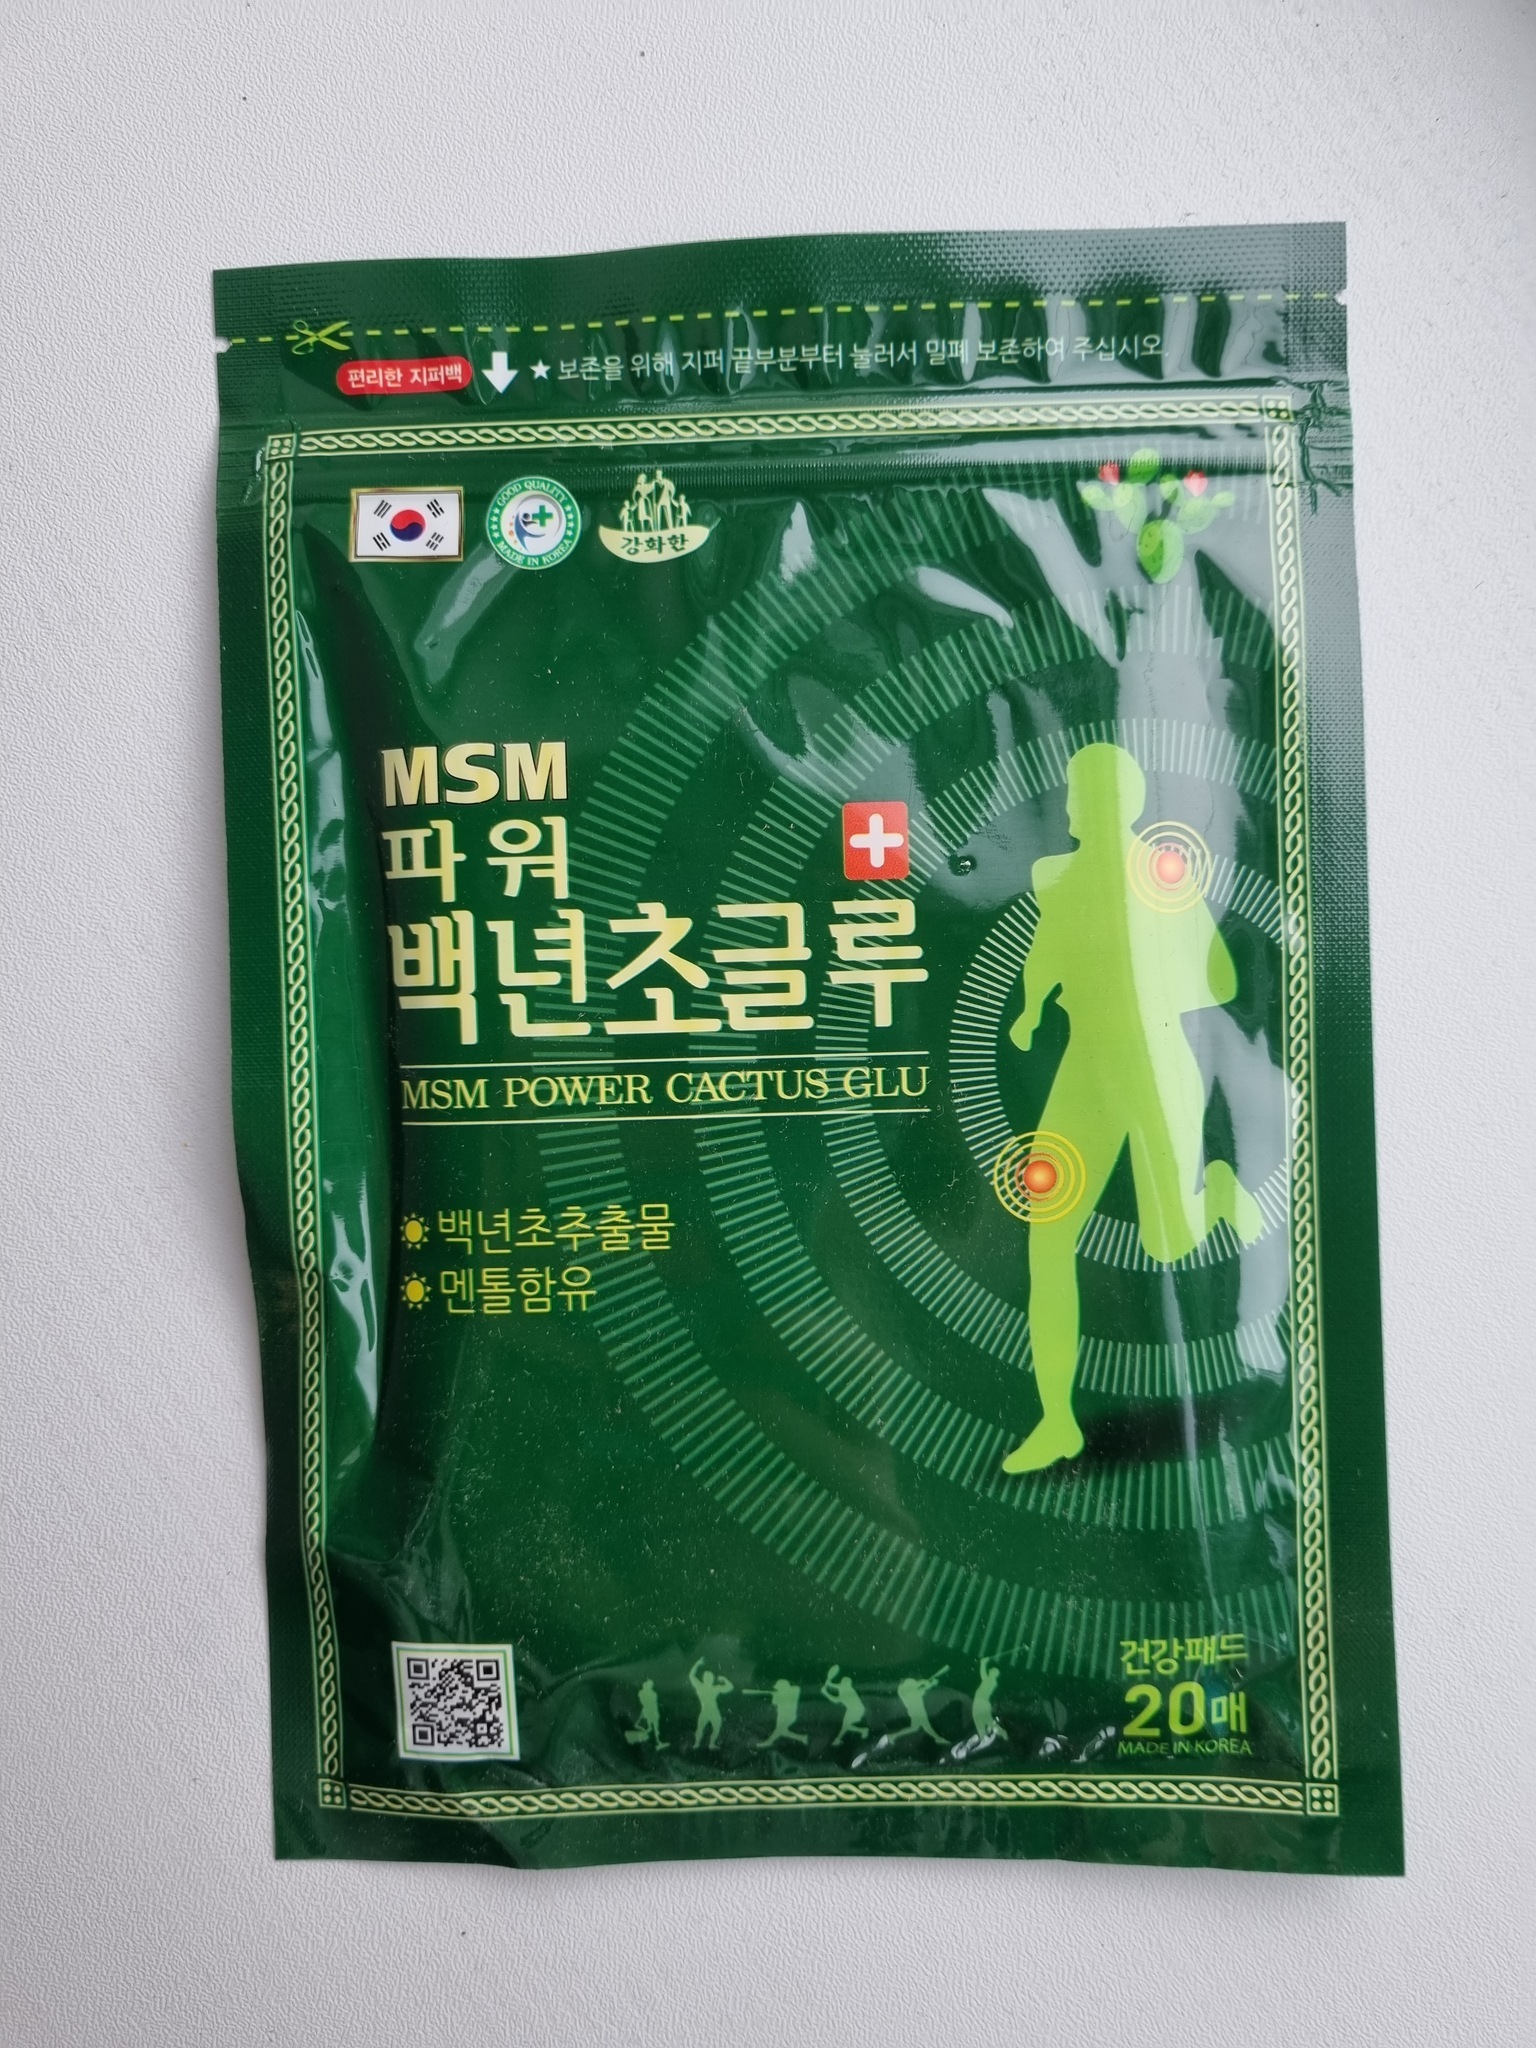 편리한 지퍼백
★ 보존을 위해 지퍼 끝부분부터 눌러서 밀폐 보존하여 주십시오.
GOOD QUALITY
MADE IN KOREA
강화한
MSM
파워
백년초글루
MSM POWER CACTUS GLU
백년초추출물
멘톨함유
건강패드
20매
MADE IN KOREA